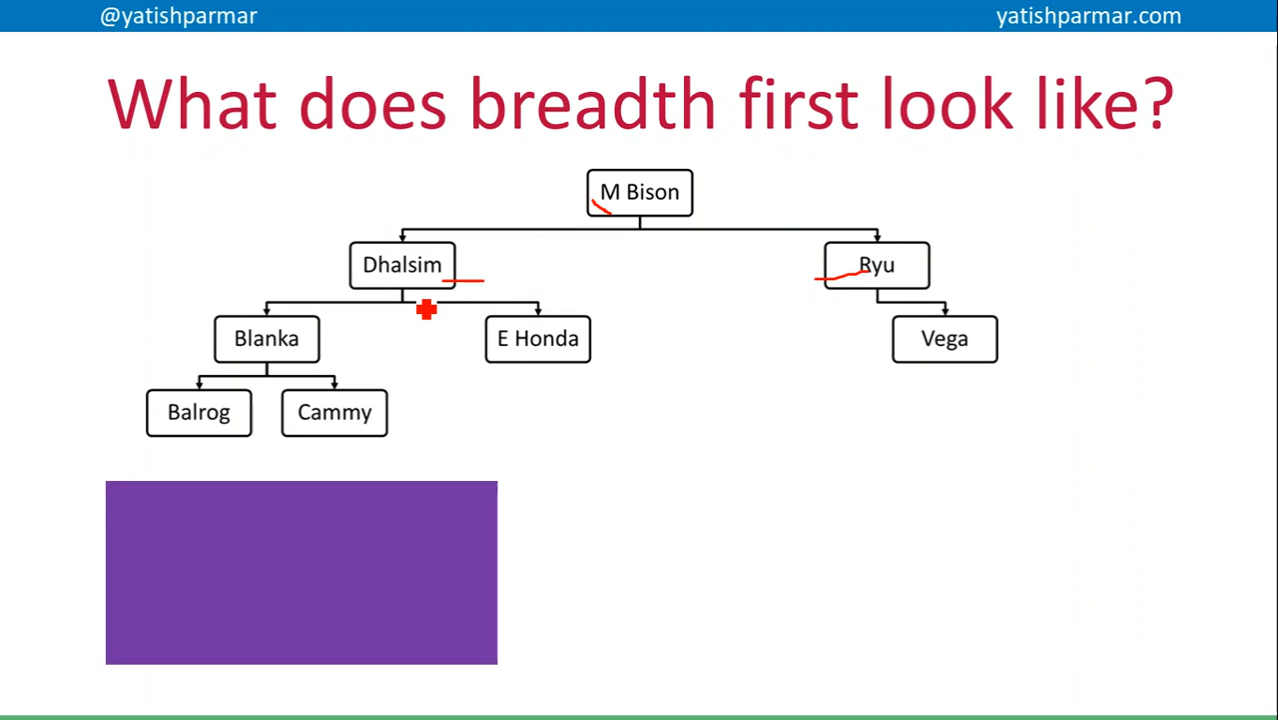 @yatishparmar yatishparmar.com
What does breadth first look like?
M Bison
Dhalsim Ryu
Blanka E Honda Vega
Balrog Cammy